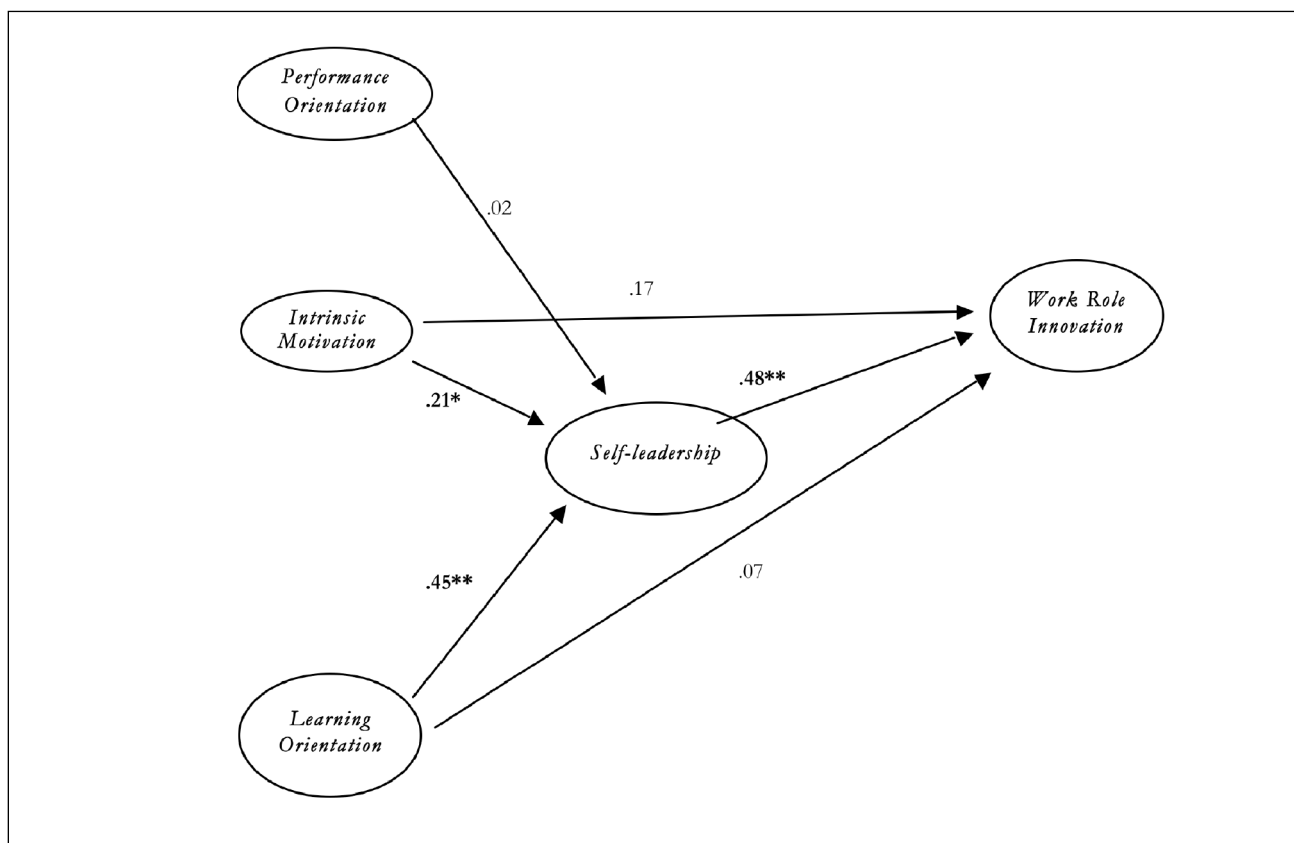 Performance
Orientation
.02
.17
Intrinsic
Motivation
Work Role
Innovation
.21*
.48**
Self-leadership
.45**
.07
Learning
Orientation